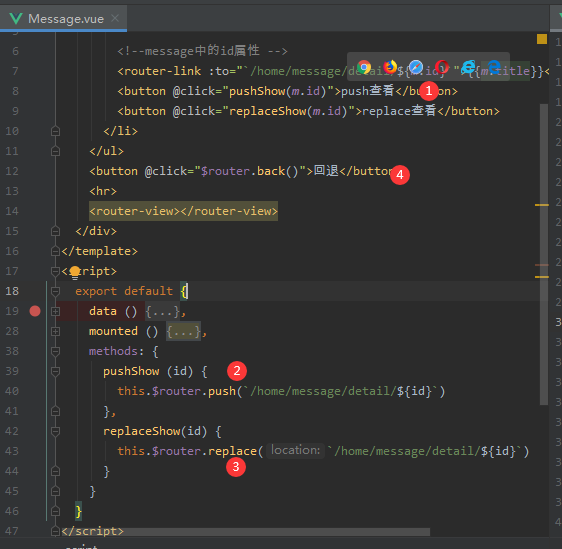 Message.vue
6 <!--message中的id属性 -->
7 <router-link :to="`/home/message/detail/${m.id}`">{{m.title}}<
8 <button @click="pushShow(m.id)">push查看</button> 1
9 <button @click="replaceShow(m.id)">replace查看</button>
10 </li>
11 </ul>
12 <button @click="$router.back()">回退</button 4
13 <hr>
14 <router-view></router-view>
15 </div>
16 </template>
17 <script>
18 export default {
19 data () {...},
28 mounted () {...},
38 methods: {
39 pushShow (id) { 2
40 this.$router.push(`/home/message/detail/${id}`)
41 },
42 replaceShow(id) {
43 this.$router.replace( location: `/home/message/detail/${id}`)
3
44 }
45 }
46 }
47 </script>
script